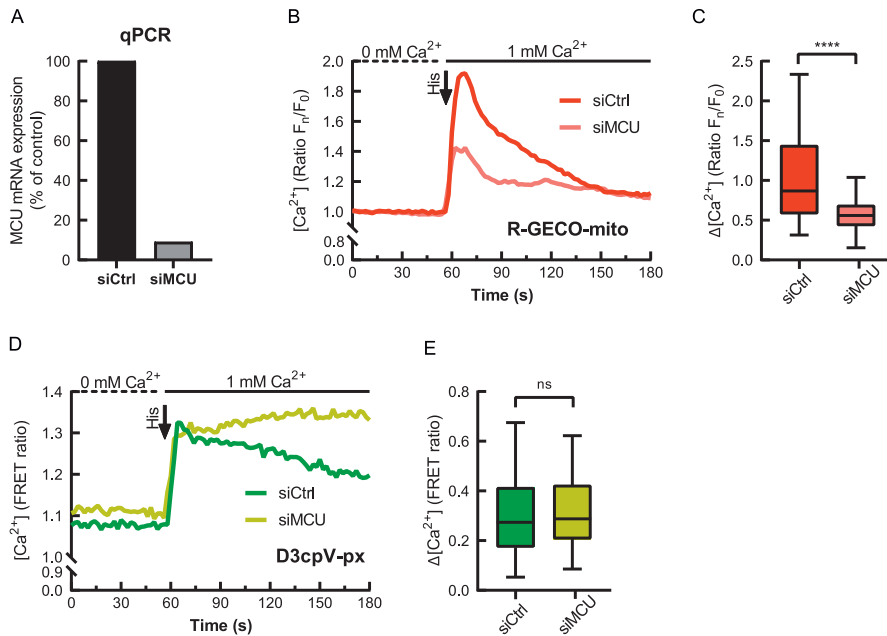 A
qPCR
MCU mRNA expression
(% of control)
100
80
60
40
20
0
siCtrl siMCU
B
0 mM Ca²⁺ 1 mM Ca²⁺
His
[Ca²⁺] (Ratio Fn/F0)
2.0
1.8
1.6
1.4
1.2
1.0
0.8
0.0
siCtrl
siMCU
R-GECO-mito
0 30 60 90 120 150 180
Time (s)
C
****
Δ[Ca²⁺] (Ratio Fn/F0)
2.5
2.0
1.5
1.0
0.5
0.0
siCtrl siMCU
D
0 mM Ca²⁺ 1 mM Ca²⁺
His
[Ca²⁺] (FRET ratio)
1.4
1.3
1.2
1.1
1.0
0.9
0.0
siCtrl
siMCU
D3cpV-px
0 30 60 90 120 150 180
Time (s)
E
ns
Δ[Ca²⁺] (FRET ratio)
0.8
0.6
0.4
0.2
0.0
siCtrl siMCU